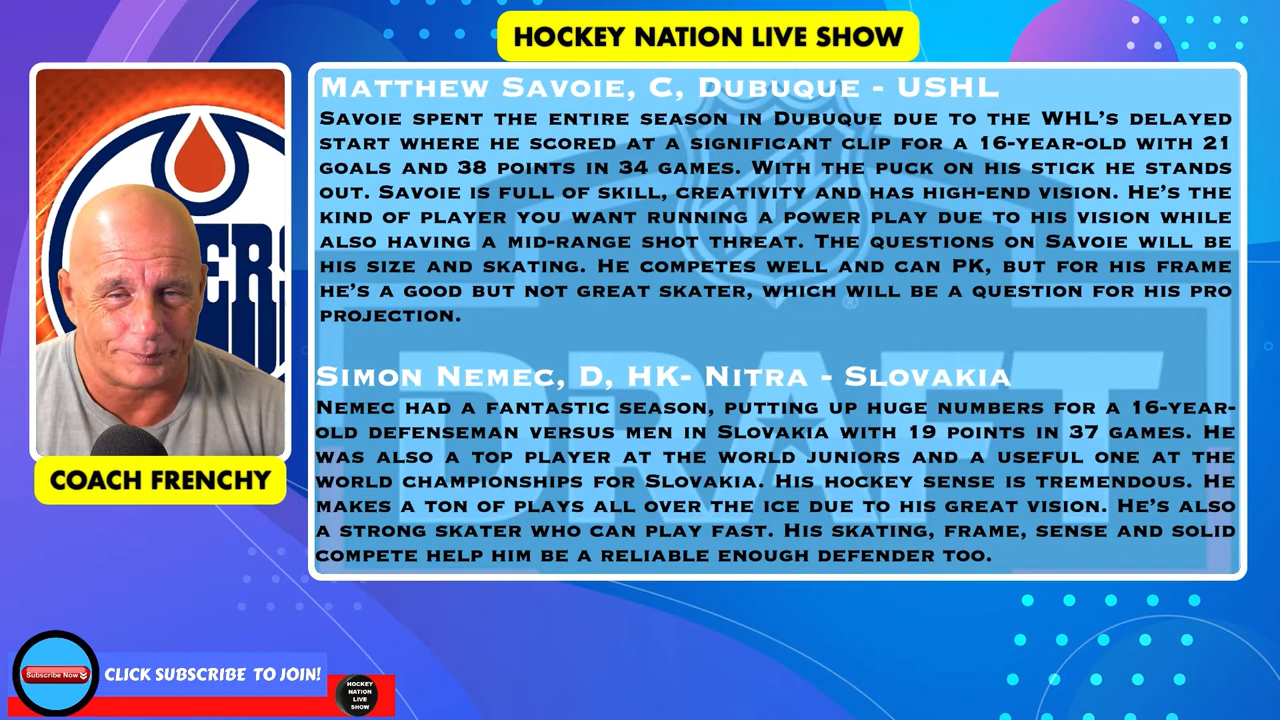 HOCKEY NATION LIVE SHOW
MATTHEW SAVOIE, C, DUBUQUE - USHL
SAVOIE SPENT THE ENTIRE SEASON IN DUBUQUE DUE TO THE WHL'S DELAYED
START WHERE HE SCORED AT A SIGNIFICANT CLIP FOR A 16-YEAR-OLD WITH 21
GOALS AND 38 POINTS IN 34 GAMES. WITH THE PUCK ON HIS STICK HE STANDS
OUT. SAVOIE IS FULL OF SKILL, CREATIVITY AND HAS HIGH-END VISION. HE'S THE
KIND OF PLAYER YOU WANT RUNNING A POWER PLAY DUE TO HIS VISION WHILE
ALSO HAVING A MID-RANGE SHOT THREAT. THE QUESTIONS ON SAVOIE WILL BE
HIS SIZE AND SKATING. HE COMPETES WELL AND CAN PK, BUT FOR HIS FRAME
HE'S A GOOD BUT NOT GREAT SKATER, WHICH WILL BE A QUESTION FOR HIS PRO
PROJECTION.
SIMON NEMEC, D, HK- NITRA - SLOVAKIA
NEMEC HAD A FANTASTIC SEASON, PUTTING UP HUGE NUMBERS FOR A 16-YEAR-
OLD DEFENSEMAN VERSUS MEN IN SLOVAKIA WITH 19 POINTS IN 37 GAMES. HE
WAS ALSO A TOP PLAYER AT THE WORLD JUNIORS AND A USEFUL ONE AT THE
WORLD CHAMPIONSHIPS FOR SLOVAKIA. HIS HOCKEY SENSE IS TREMENDOUS. HE
MAKES A TON OF PLAYS ALL OVER THE ICE DUE TO HIS GREAT VISION. HE'S ALSO
A STRONG SKATER WHO CAN PLAY FAST. HIS SKATING, FRAME, SENSE AND SOLID
COMPETE HELP HIM BE A RELIABLE ENOUGH DEFENDER TOO.
NHL
DRAFT
ERS
COACH FRENCHY
Subscribe Now
CLICK SUBSCRIBE TO JOIN!
HOCKEY
NATION
LIVE
SHOW